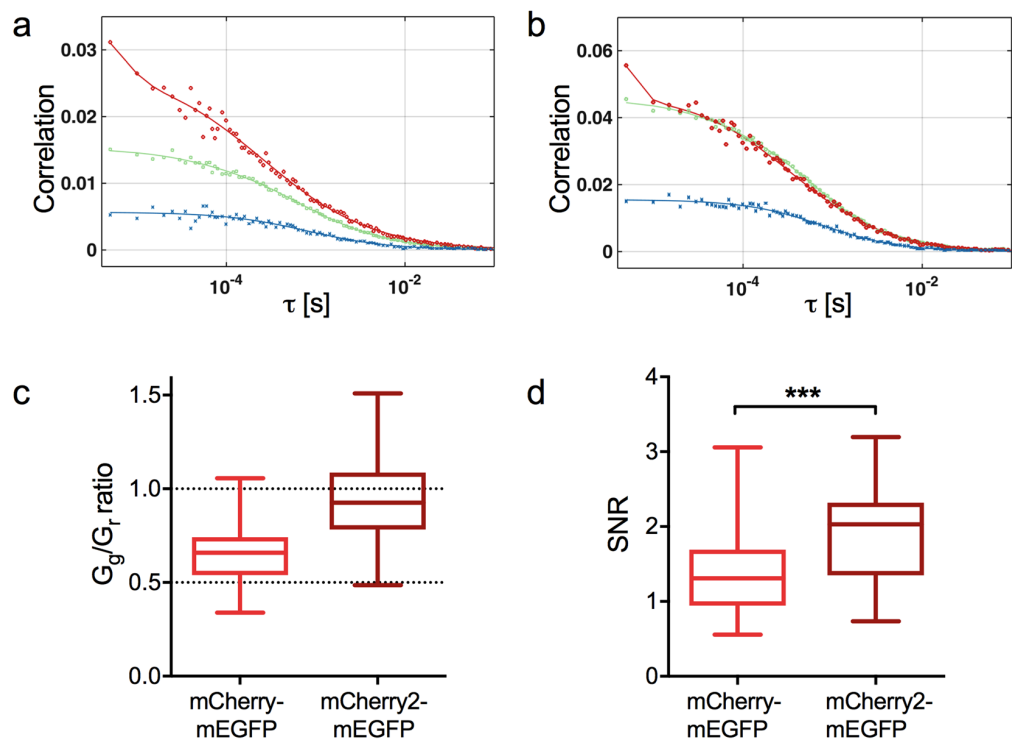 a
0.03
0.02
0.01
0
Correlation
10-4
10-2
τ [s]
b
0.06
0.04
0.02
0
Correlation
10-4
10-2
τ [s]
c
1.5
1.0
0.5
0.0
Gg/Gr ratio
mCherry-
mEGFP
mCherry2-
mEGFP
d
4
3
2
1
0
SNR
***
mCherry-
mEGFP
mCherry2-
mEGFP